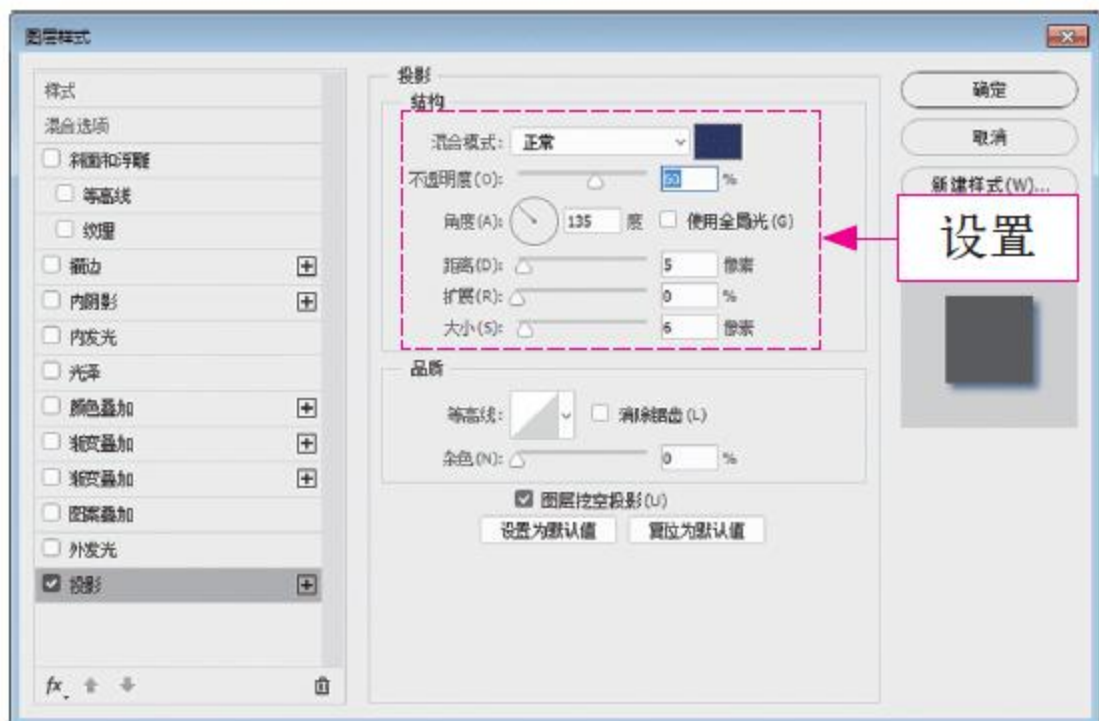 图层样式
样式
混合选项
斜面和浮雕
等高线
纹理
描边
内阴影
内发光
光泽
颜色叠加
渐变叠加
渐变叠加
图案叠加
外发光
投影
fx
投影
结构
混合模式: 正常
不透明度(O): 60 %
角度(A): 135 度 使用全局光(G)
距离(D): 5 像素
扩展(R): 0 %
大小(S): 6 像素
品质
等高线: 消除锯齿(L)
杂色(N): 0 %
图层挖空投影(U)
设置为默认值 复位为默认值
确定
取消
新建样式(W)...
设置